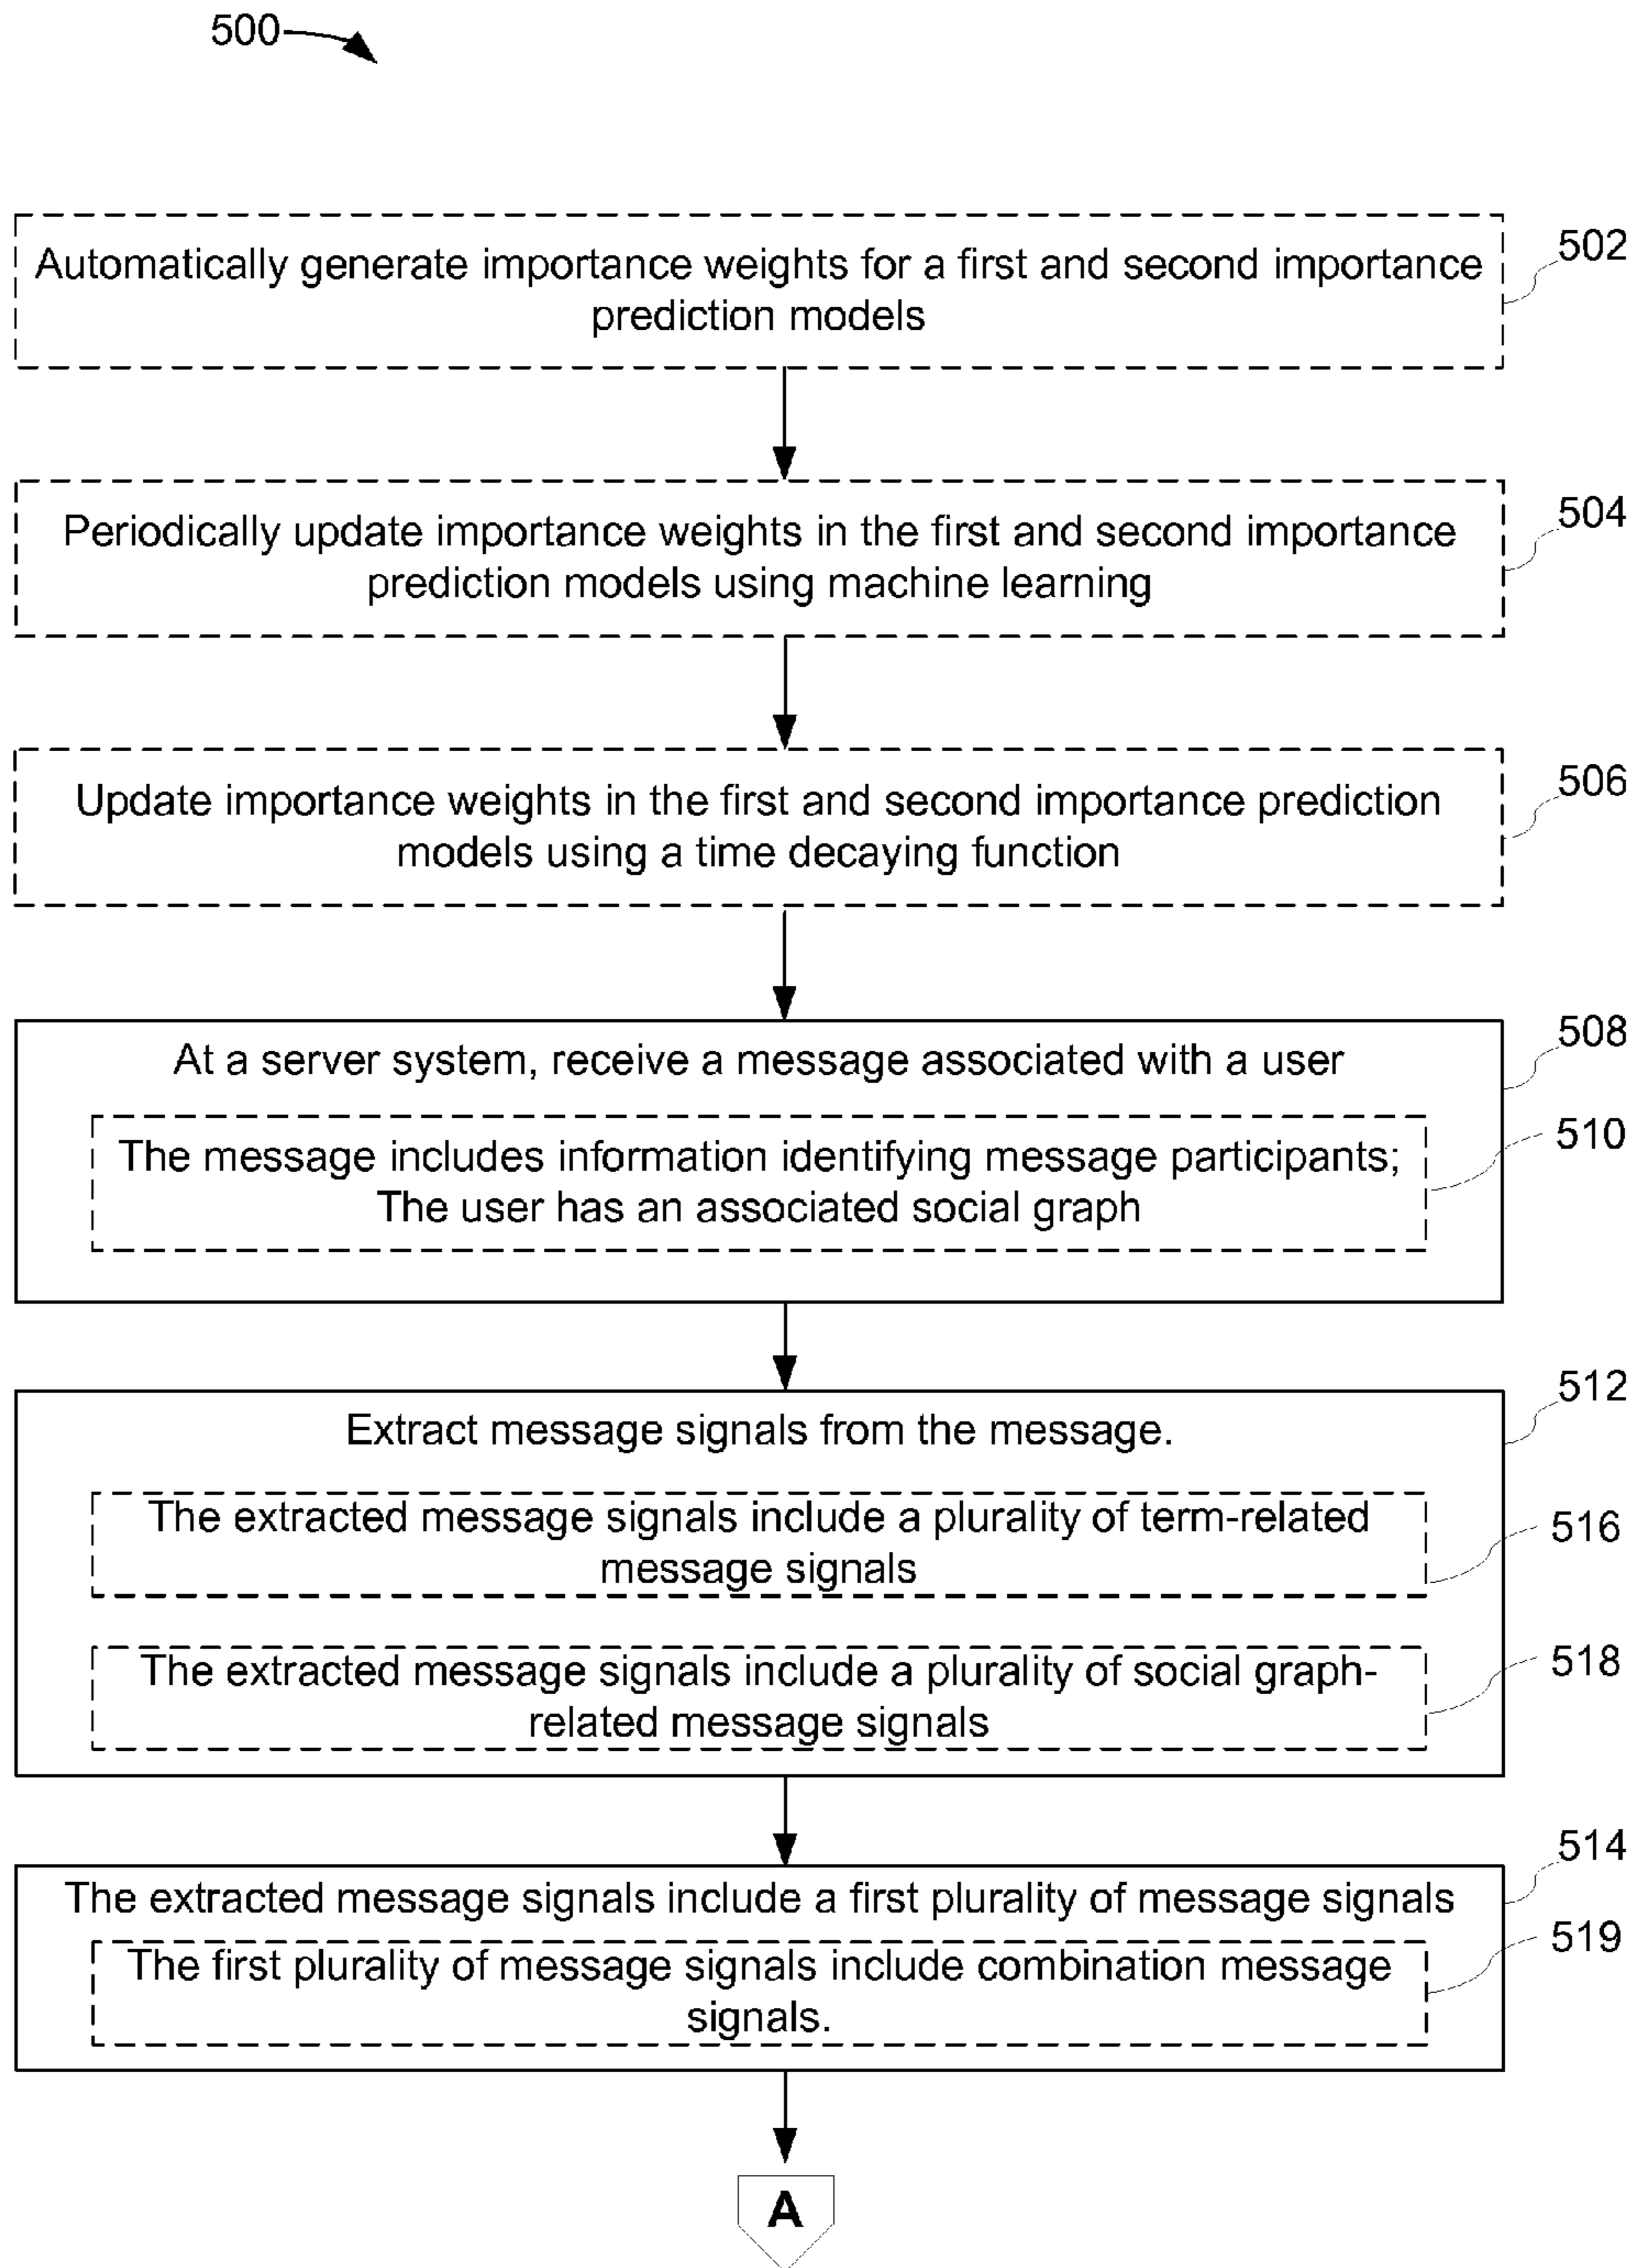 500
Automatically generate importance weights for a first and second importance
prediction models
502
Periodically update importance weights in the first and second importance
prediction models using machine learning
504
Update importance weights in the first and second importance prediction
models using a time decaying function
506
At a server system, receive a message associated with a user
508
The message includes information identifying message participants;
The user has an associated social graph
510
Extract message signals from the message.
512
The extracted message signals include a plurality of term-related
message signals
516
The extracted message signals include a plurality of social graph-
related message signals
518
The extracted message signals include a first plurality of message signals
514
The first plurality of message signals include combination message
signals.
519
A